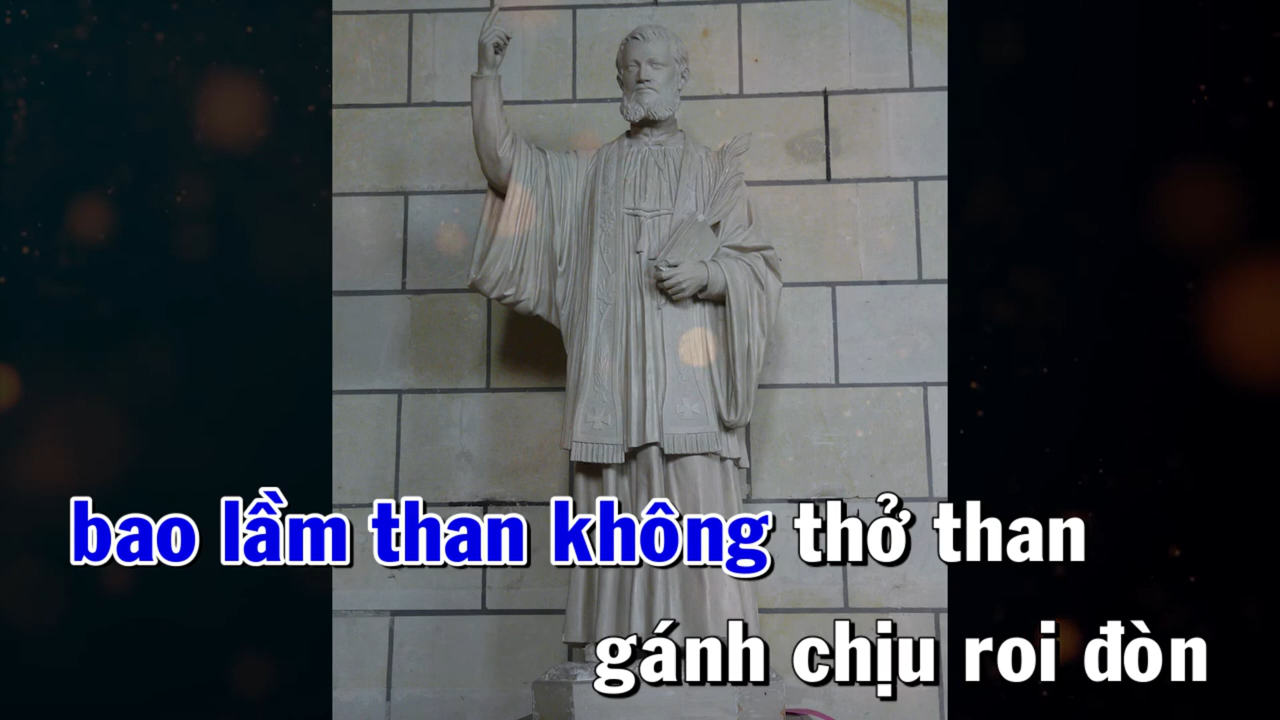 bao lầm than không thở than
gánh chịu roi đòn